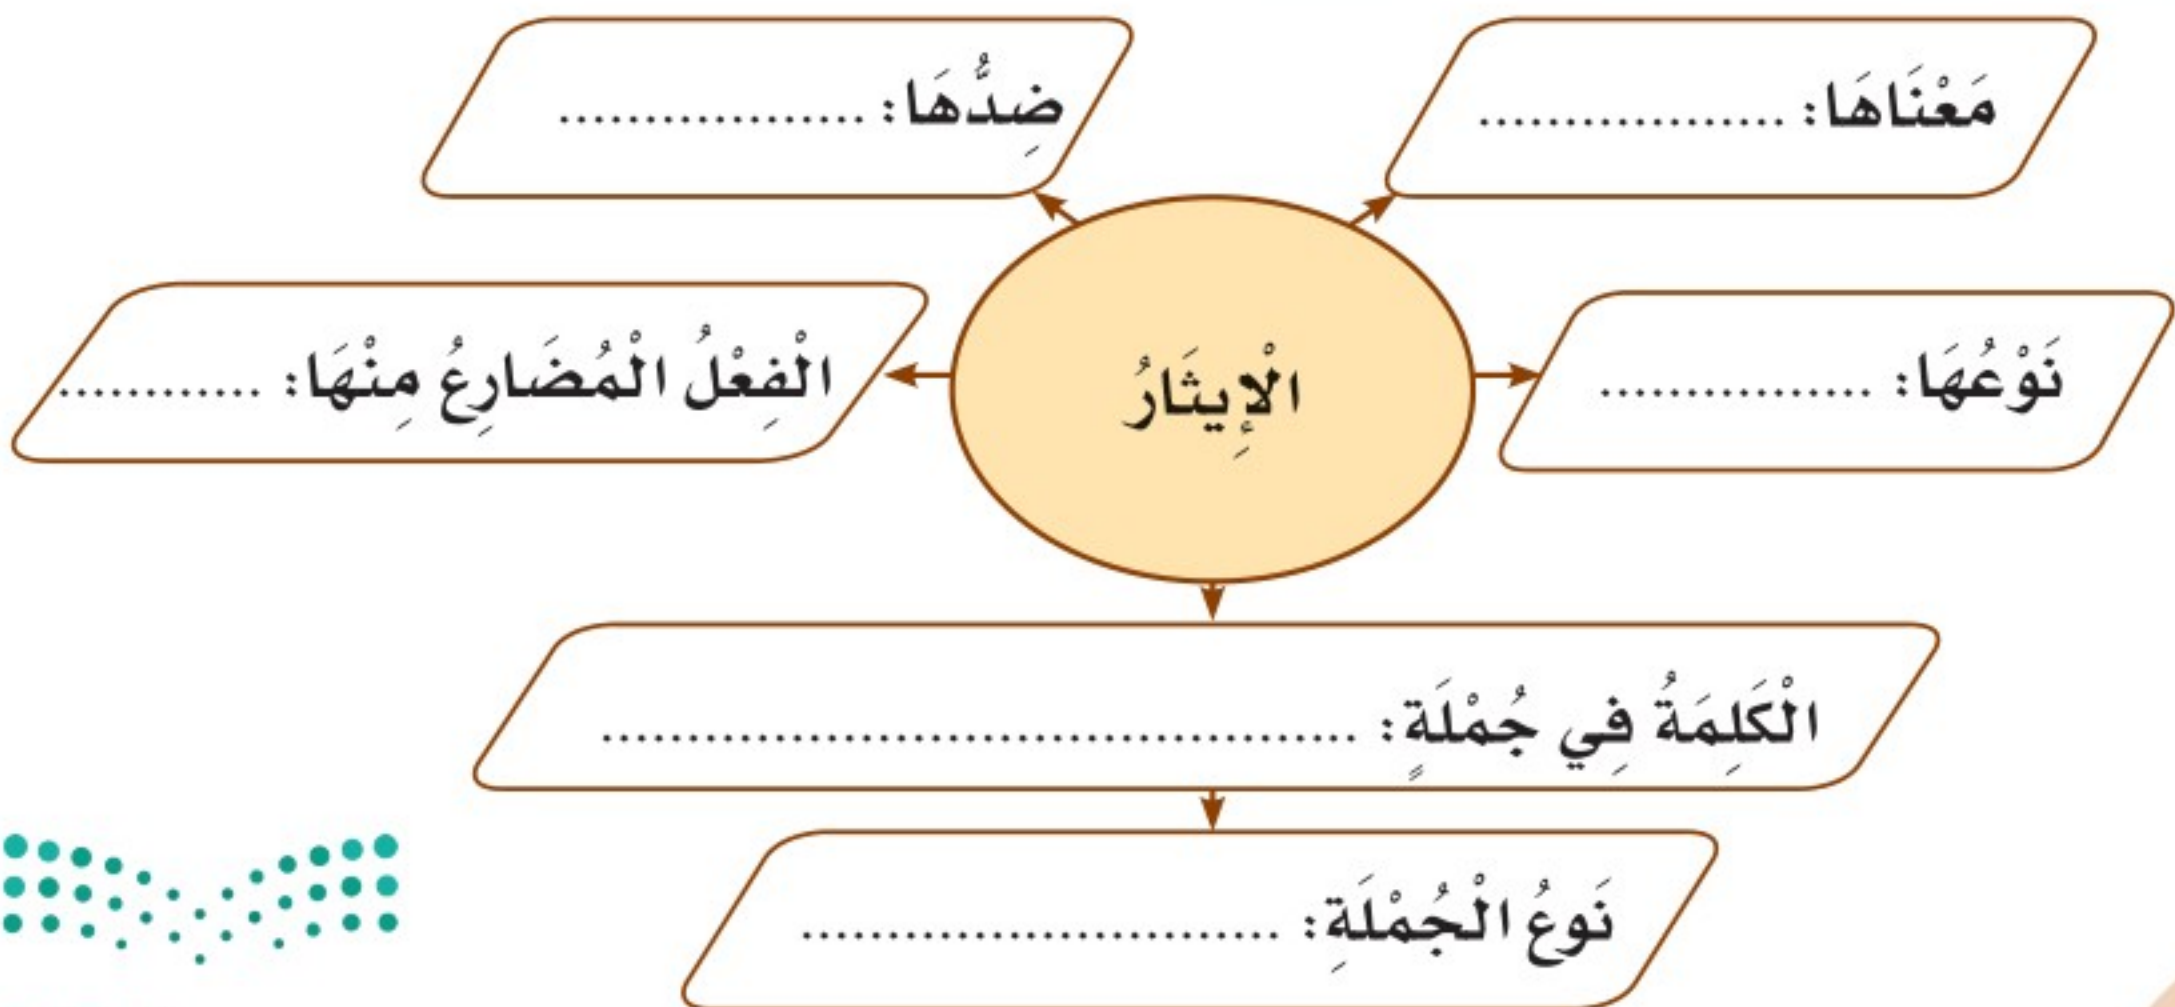 مَعْنَاهَا: ..................
ضِدُّهَا: ..................
نَوْعُهَا: ................
الْإِيثَارُ
الْفِعْلُ الْمُضَارِعُ مِنْهَا: ............
الْكَلِمَةُ فِي جُمْلَةٍ: ............................................
نَوعُ الْجُمْلَةِ: ............................